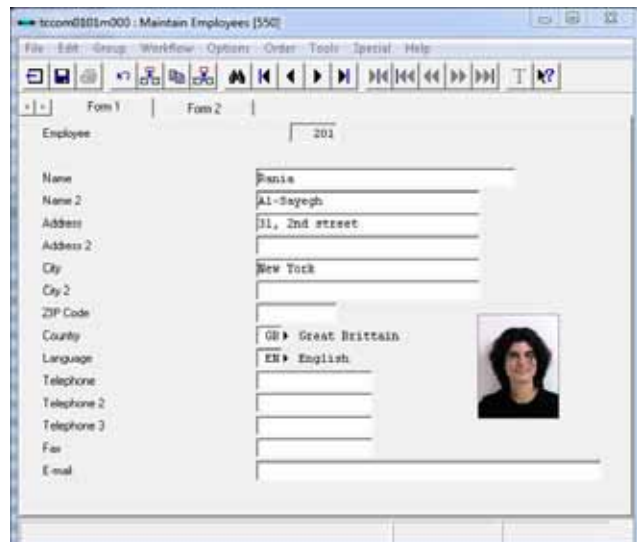 tccom0101m000 : Maintain Employees [550]
File Edit Group Workflow Options Order Tools Special Help
Form 1 Form 2
Employee 201
Name Rania
Name 2 Al-Sayegh
Address 31, 2nd street
Address 2
City New York
City 2
ZIP Code
Country GB Great Brittain
Language EN English
Telephone
Telephone 2
Telephone 3
Fax
E-mail